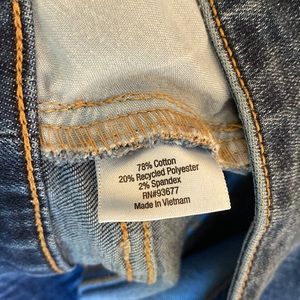 78% Cotton
20% Recycled Polyester
2% Spandex
RN#93677
Made in Vietnam